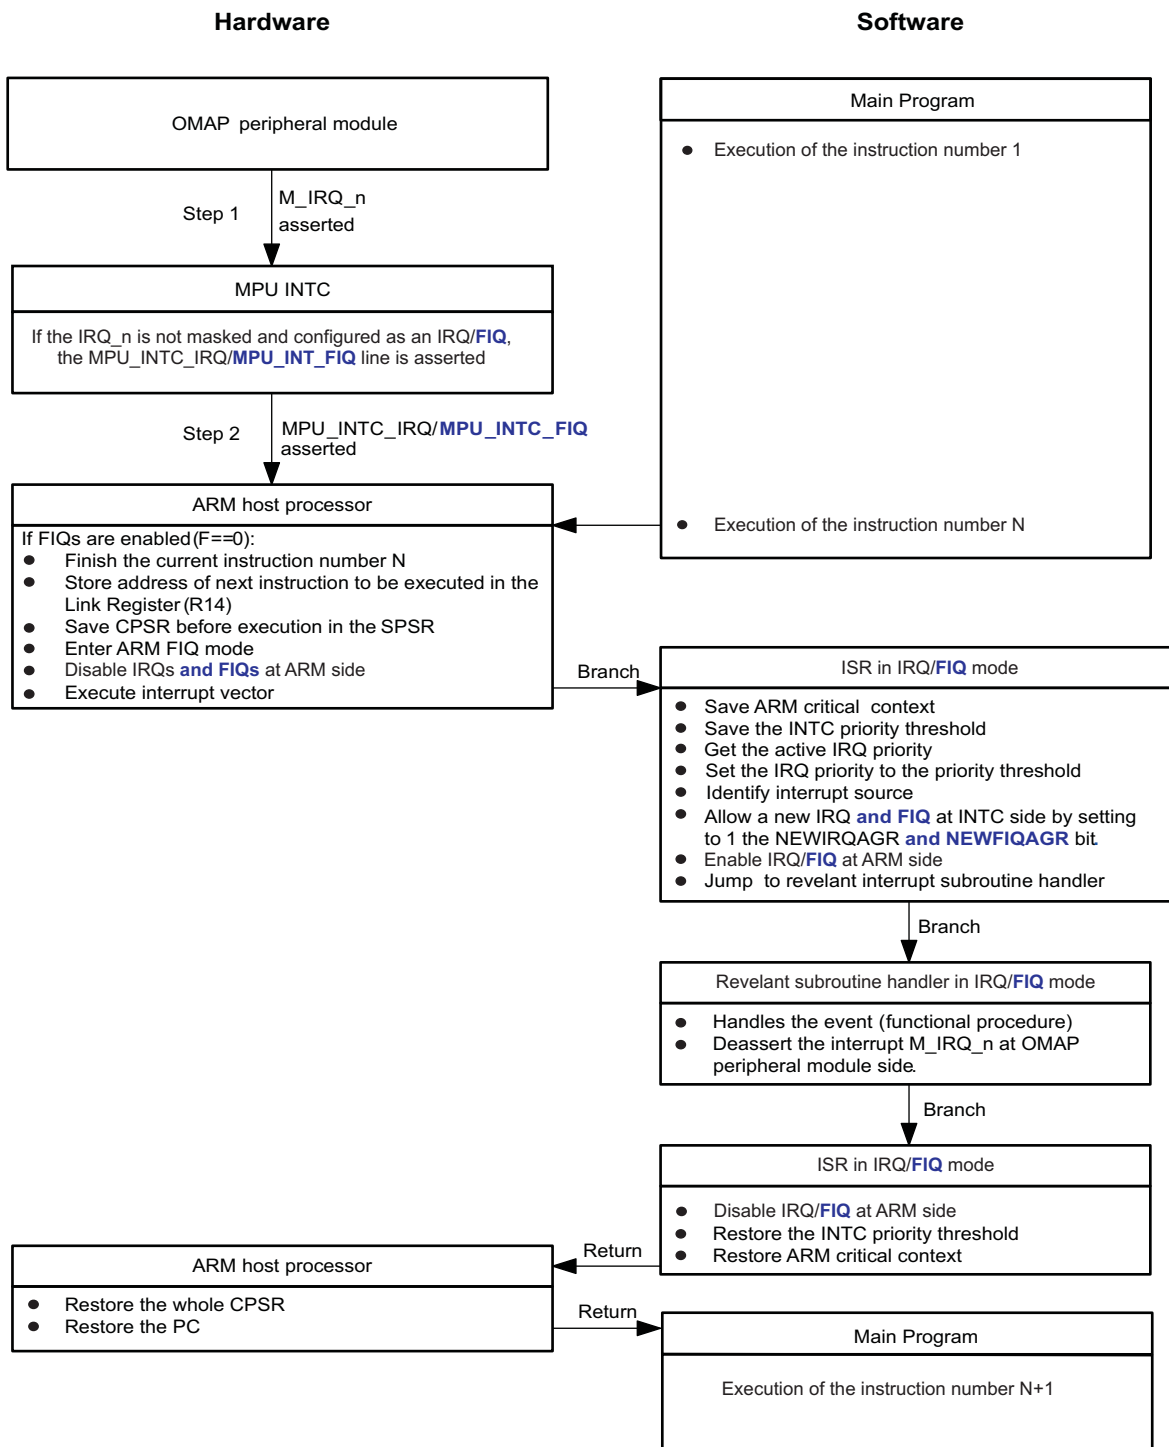 Hardware
Software
OMAP peripheral module
Main Program
● Execution of the instruction number 1
Step 1
M_IRQ_n
asserted
MPU INTC
If the IRQ_n is not masked and configured as an IRQ/FIQ,
the MPU_INTC_IRQ/MPU_INT_FIQ line is asserted
Step 2
MPU_INTC_IRQ/MPU_INTC_FIQ
asserted
ARM host processor
● Execution of the instruction number N
If FIQs are enabled(F==0):
● Finish the current instruction number N
● Store address of next instruction to be executed in the
Link Register (R14)
● Save CPSR before execution in the SPSR
● Enter ARM FIQ mode
● Disable IRQs and FIQs at ARM side
● Execute interrupt vector
Branch
ISR in IRQ/FIQ mode
● Save ARM critical context
● Save the INTC priority threshold
● Get the active IRQ priority
● Set the IRQ priority to the priority threshold
● Identify interrupt source
● Allow a new IRQ and FIQ at INTC side by setting
to 1 the NEWIRQAGR and NEWFIQAGR bit.
● Enable IRQ/FIQ at ARM side
● Jump to revelant interrupt subroutine handler
Branch
Revelant subroutine handler in IRQ/FIQ mode
● Handles the event (functional procedure)
● Deassert the interrupt M_IRQ_n at OMAP
peripheral module side.
Branch
ISR in IRQ/FIQ mode
● Disable IRQ/FIQ at ARM side
● Restore the INTC priority threshold
● Restore ARM critical context
Return
ARM host processor
● Restore the whole CPSR
● Restore the PC
Return
Main Program
Execution of the instruction number N+1